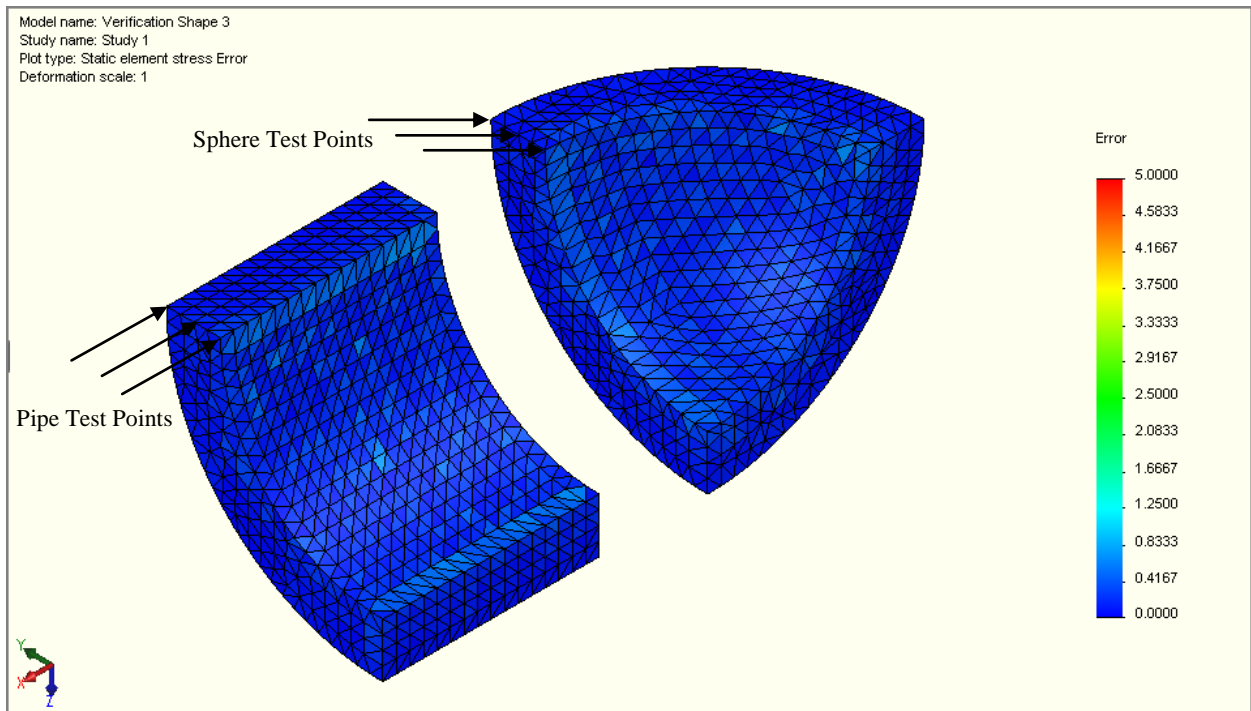 Model name: Verification Shape 3
Study name: Study 1
Plot type: Static element stress Error
Deformation scale: 1
Sphere Test Points
Pipe Test Points
Error
5.0000
4.5833
4.1667
3.7500
3.3333
2.9167
2.5000
2.0833
1.6667
1.2500
0.8333
0.4167
0.0000
Y
X
Z